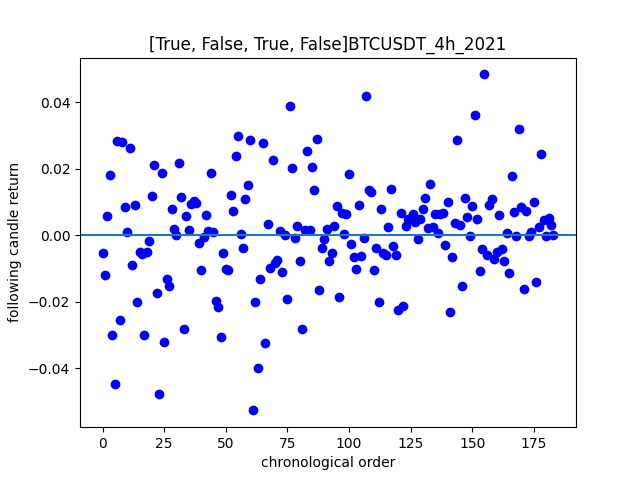 [True, False, True, False]BTCUSDT_4h_2021
following candle return
0.04
0.02
0.00
−0.02
−0.04
0 25 50 75 100 125 150 175
chronological order